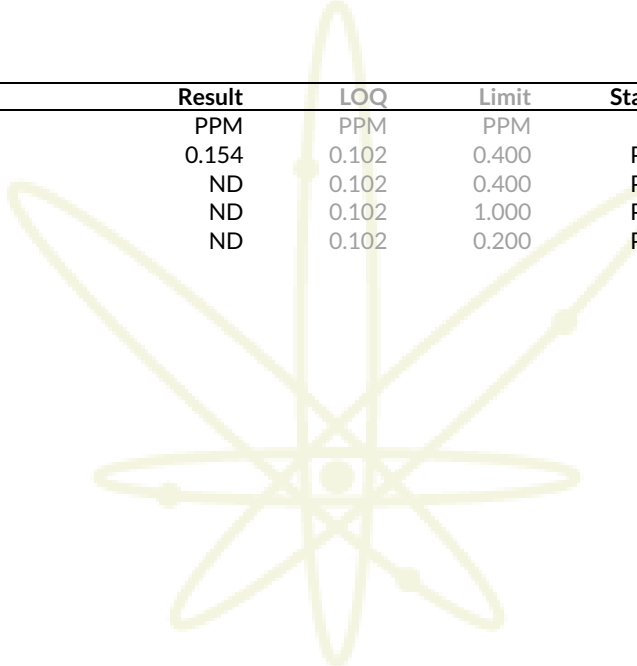 Result LOQ Limit Sta
PPM PPM PPM
0.154 0.102 0.400 P
ND 0.102 0.400 P
ND 0.102 1.000 P
ND 0.102 0.200 P